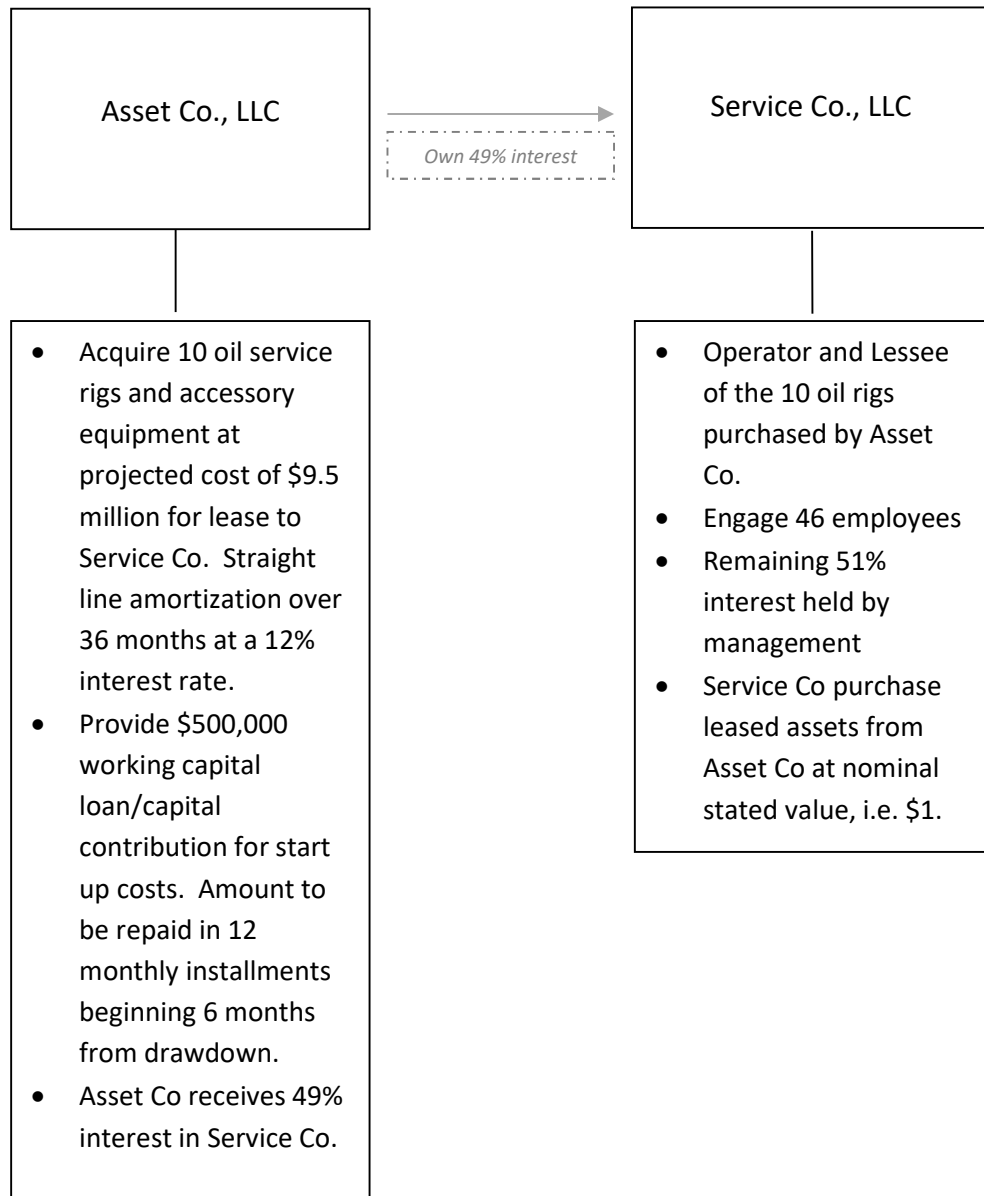 Asset Co., LLC
Own 49% interest
Service Co., LLC
• Acquire 10 oil service
rigs and accessory
equipment at
projected cost of $9.5
million for lease to
Service Co. Straight
line amortization over
36 months at a 12%
interest rate.
• Provide $500,000
working capital
loan/capital
contribution for start
up costs. Amount to
be repaid in 12
monthly installments
beginning 6 months
from drawdown.
• Asset Co receives 49%
interest in Service Co.
• Operator and Lessee
of the 10 oil rigs
purchased by Asset
Co.
• Engage 46 employees
• Remaining 51%
interest held by
management
• Service Co purchase
leased assets from
Asset Co at nominal
stated value, i.e. $1.